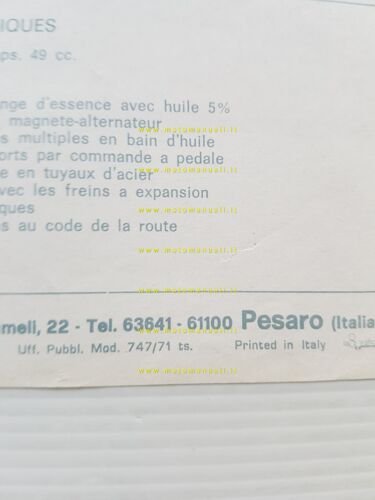 IQUES
ps. 49 cc.
nge d'essence avec huile 5%
magnete-alternateur
s multiples en bain d'huile
orts par commande a pedale
e en tuyaux d'acier
vec les freins a expansion
ques
s au code de la route
www.motomanuali.it
www.motomanuali.it
www.motomanuali.it
www.motomanuali.it
meli, 22 - Tel. 63641 - 61100 Pesaro (Italia
Uff. Pubbl. Mod. 747/71 ts. Printed in Italy